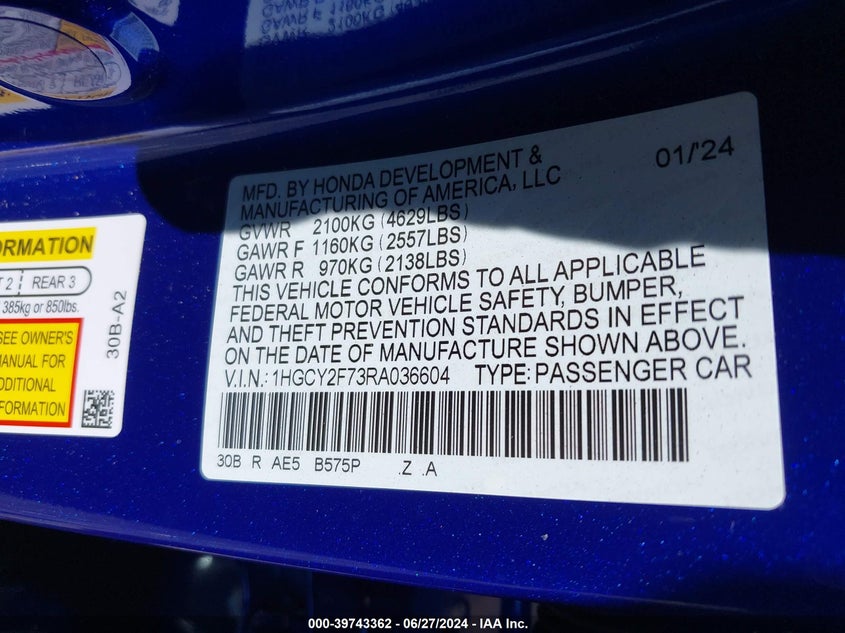 MFD. BY HONDA DEVELOPMENT &
MANUFACTURING OF AMERICA, LLC
01/'24
GVWR 2100KG (4629LBS)
GAWR F 1160KG (2557LBS)
GAWR R 970KG (2138LBS)
THIS VEHICLE CONFORMS TO ALL APPLICABLE
FEDERAL MOTOR VEHICLE SAFETY, BUMPER,
AND THEFT PREVENTION STANDARDS IN EFFECT
ON THE DATE OF MANUFACTURE SHOWN ABOVE.
V.I.N.: 1HGCY2F73RA036604 TYPE: PASSENGER CAR
30B R AE5 B575P .Z .A
ORMATION
T 2 REAR 3
385kg or 850lbs.
SEE OWNER'S
MANUAL FOR
DDITIONAL
FORMATION
30B-A2
000-39743362 - 06/27/2024 - IAA Inc.